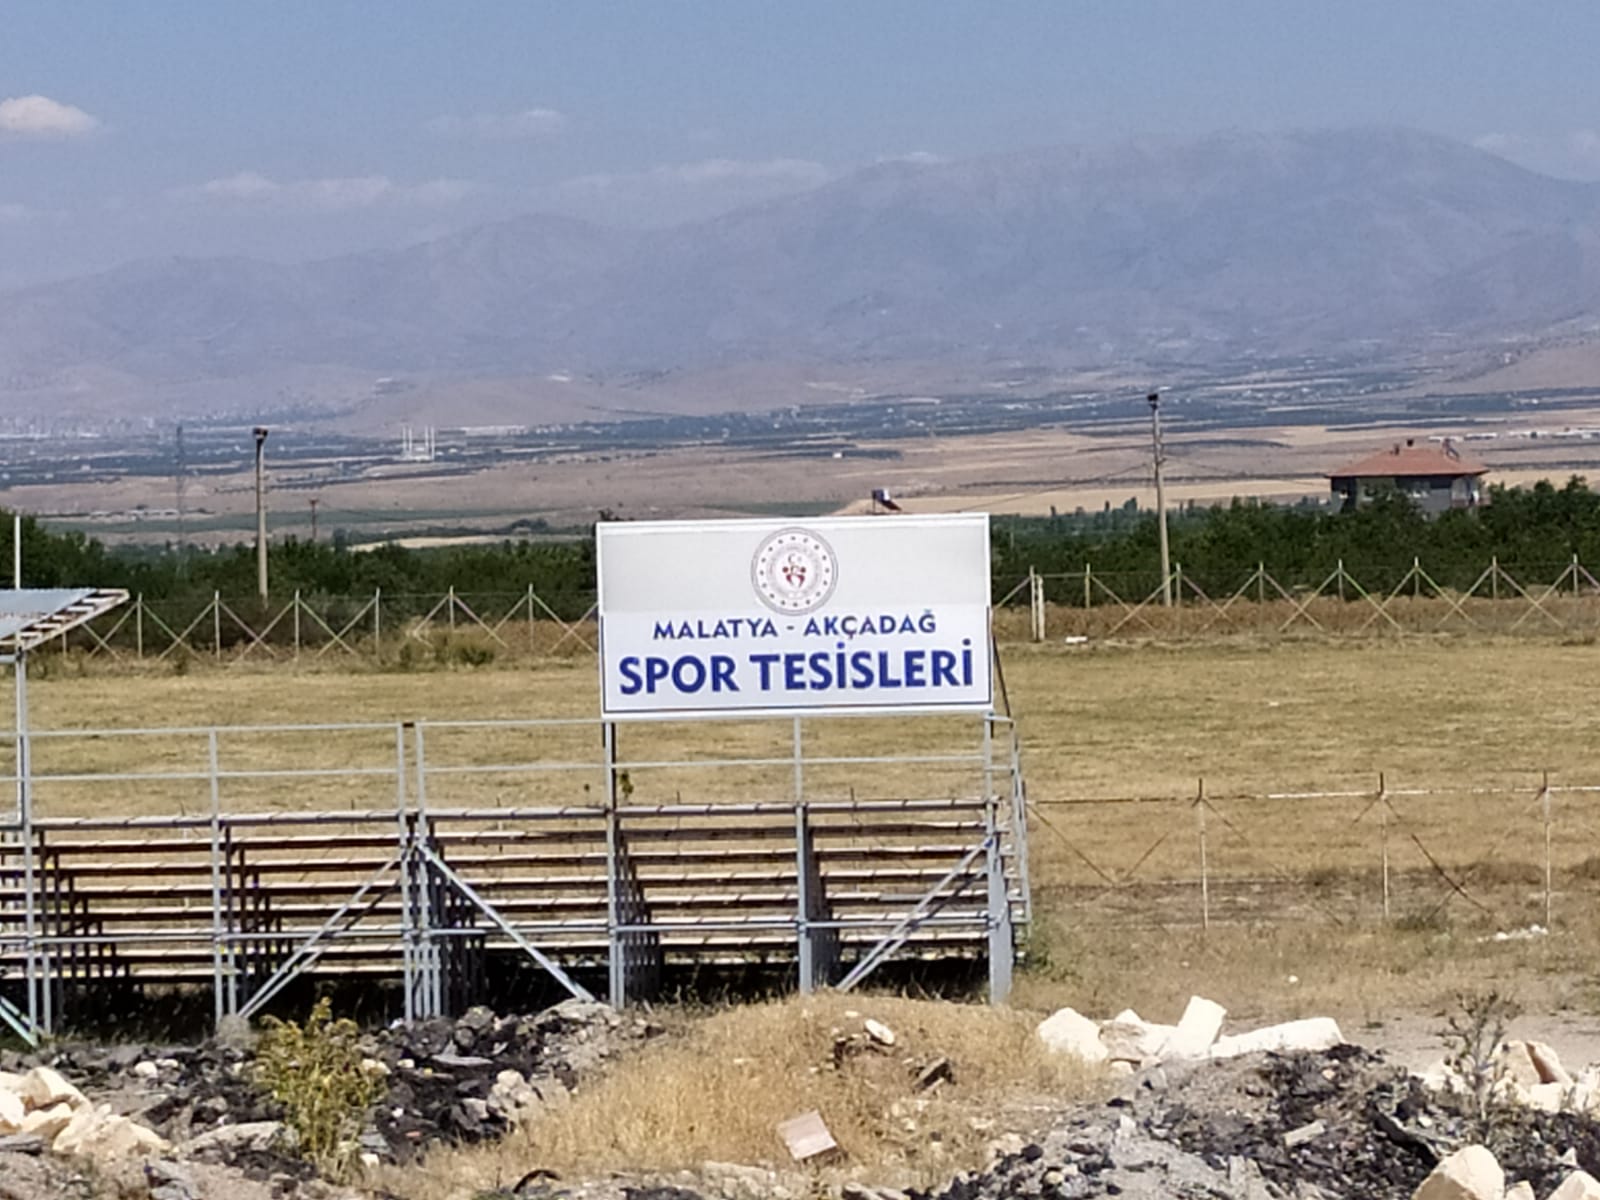 MALATYA - AKÇADAĞ
SPOR TESİSLERİ